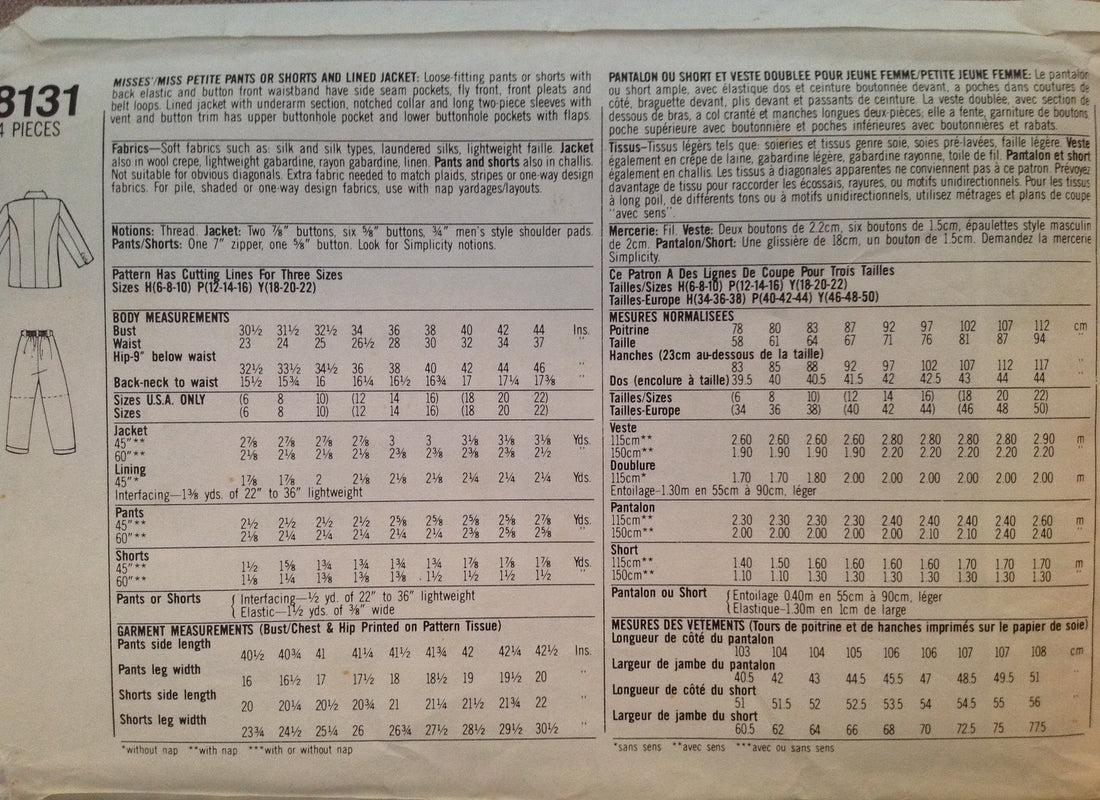 8131
4 PIECES
MISSES'/MISS PETITE PANTS OR SHORTS AND LINED JACKET: Loose-fitting pants or shorts with
back elastic and button front waistband have side seam pockets, fly front, front pleats and
belt loops. Lined jacket with underarm section, notched collar and long two-piece sleeves with
vent and button trim has upper buttonhole pocket and lower buttonhole pockets with flaps.
Fabrics—Soft fabrics such as: silk and silk types, laundered silks, lightweight faille. Jacket
also in wool crepe, lightweight gabardine, rayon gabardine, linen. Pants and shorts also in challis.
Not suitable for obvious diagonals. Extra fabric needed to match plaids, stripes or one-way design
fabrics. For pile, shaded or one-way design fabrics, use with nap yardages/layouts.
Notions: Thread. Jacket: Two 7/8" buttons, six 5/8" buttons, 3/4" men's style shoulder pads.
Pants/Shorts: One 7" zipper, one 5/8" button. Look for Simplicity notions.
Pattern Has Cutting Lines For Three Sizes
Sizes H(6-8-10) P(12-14-16) Y(18-20-22)
BODY MEASUREMENTS
Bust 30½ 31½ 32½ 34 36 38 40 42 44 Ins.
Waist 23 24 25 26½ 28 30 32 34 37 "
Hip-9" below waist
32½ 33½ 34½ 36 38 40 42 44 46 "
Back-neck to waist 15½ 15¾ 16 16¼ 16½ 16¾ 17 17¼ 17⅜ "
Sizes U.S.A. ONLY (6 8 10) (12 14 16) (18 20 22)
Sizes (6 8 10) (12 14 16) (18 20 22)
Jacket
45"** 2⅞ 2⅞ 2⅞ 2⅞ 3 3 3⅛ 3⅛ 3⅛ Yds.
60"** 2⅛ 2⅛ 2⅛ 2⅛ 2⅜ 2⅜ 2⅜ 2⅜ 2½ "
Lining
45"* 1⅞ 1⅞ 2 2⅛ 2⅛ 2⅛ 2¼ 2¼ 2¼ Yds.
Interfacing—1⅜ yds. of 22" to 36" lightweight
Pants
45"** 2½ 2½ 2½ 2½ 2⅝ 2⅝ 2⅝ 2⅝ 2⅞ Yds.
60"** 2⅛ 2¼ 2¼ 2¼ 2¼ 2¼ 2⅜ 2⅝ 2⅝ "
Shorts
45"** 1½ 1⅝ 1¾ 1¾ 1¾ 1¾ 1⅞ 1⅞ 1⅞ Yds.
60"** 1⅛ 1¼ 1⅜ 1⅜ 1⅜ 1½ 1½ 1½ 1½ "
Pants or Shorts { Interfacing—½ yd. of 22" to 36" lightweight
Elastic—1½ yds. of ⅜" wide
GARMENT MEASUREMENTS (Bust/Chest & Hip Printed on Pattern Tissue)
Pants side length 40½ 40¾ 41 41¼ 41½ 41¾ 42 42¼ 42½ Ins.
Pants leg width 16 16½ 17 17½ 18 18½ 19 19½ 20 "
Shorts side length 20 20¼ 20½ 20¾ 21 21¼ 21½ 21¾ 22 "
Shorts leg width 23¾ 24½ 25¼ 26 26¾ 27½ 28½ 29½ 30½ "
*without nap **with nap ***with or without nap
PANTALON OU SHORT ET VESTE DOUBLEE POUR JEUNE FEMME/PETITE JEUNE FEMME: Le pantalon
ou short ample, avec élastique dos et ceinture boutonnée devant, a poches dans coutures de
côté, braguette devant, plis devant et passants de ceinture. La veste doublée, avec section de
dessous de bras, a col cranté et manches longues deux-pièces; elle a fente, garniture de boutons,
poche supérieure avec boutonnière et poches inférieures avec boutonnières et rabats.
Tissus—Tissus légers tels que: soieries et tissus genre soie, soies pré-lavées, faille légère. Veste
également en crêpe de laine, gabardine légère, gabardine rayonne, toile de fil. Pantalon et short
également en challis. Les tissus à diagonales apparentes ne conviennent pas à ce patron. Prévoyez
davantage de tissu pour raccorder les écossais, rayures, ou motifs unidirectionnels. Pour les tissus
à long poil, de différents tons ou à motifs unidirectionnels, utilisez métrages et plans de coupe
"avec sens".
Mercerie: Fil. Veste: Deux boutons de 2.2cm, six boutons de 1.5cm, épaulettes style masculin
de 2cm. Pantalon/Short: Une glissière de 18cm, un bouton de 1.5cm. Demandez la mercerie
Simplicity.
Ce Patron A Des Lignes De Coupe Pour Trois Tailles
Tailles/Sizes H(6-8-10) P(12-14-16) Y(18-20-22)
Tailles-Europe H(34-36-38) P(40-42-44) Y(46-48-50)
MESURES NORMALISEES
Poitrine 78 80 83 87 92 97 102 107 112 cm
Taille 58 61 64 67 71 76 81 87 94 "
Hanches (23cm au-dessous de la taille)
83 85 88 92 97 102 107 112 117 "
Dos (encolure à taille) 39.5 40 40.5 41.5 42 42.5 43 44 44 "
Tailles/Sizes (6 8 10) (12 14 16) (18 20 22)
Tailles-Europe (34 36 38) (40 42 44) (46 48 50)
Veste
115cm** 2.60 2.60 2.60 2.60 2.80 2.80 2.80 2.80 2.90 m
150cm** 1.90 1.90 1.90 1.90 2.20 2.20 2.20 2.20 2.20 "
Doublure
115cm* 1.70 1.70 1.80 2.00 2.00 2.00 2.00 2.00 2.00 m
Entoilage-1.30m en 55cm à 90cm, léger
Pantalon
115cm** 2.30 2.30 2.30 2.30 2.40 2.40 2.40 2.40 2.60 m
150cm** 2.00 2.00 2.00 2.00 2.00 2.10 2.10 2.40 2.40 "
Short
115cm** 1.40 1.50 1.60 1.60 1.60 1.60 1.70 1.70 1.70 m
150cm** 1.10 1.10 1.30 1.30 1.30 1.30 1.30 1.30 1.30 "
Pantalon ou Short { Entoilage 0.40m en 55cm à 90cm, léger
Elastique-1.30m en 1cm de large
MESURES DES VETEMENTS (Tours de poitrine et de hanches imprimés sur le papier de soie)
Longueur de côté du pantalon
103 104 104 105 106 106 107 107 108 cm
Largeur de jambe du pantalon
40.5 42 43 44.5 45.5 47 48.5 49.5 51 "
Longueur de côté du short
51 51.5 52 52.5 53.5 54 54.5 55 56 "
Largeur de jambe du short
60.5 62 64 66 68 70 72.5 75 77.5 "
*sans sens **avec sens ***avec ou sans sens